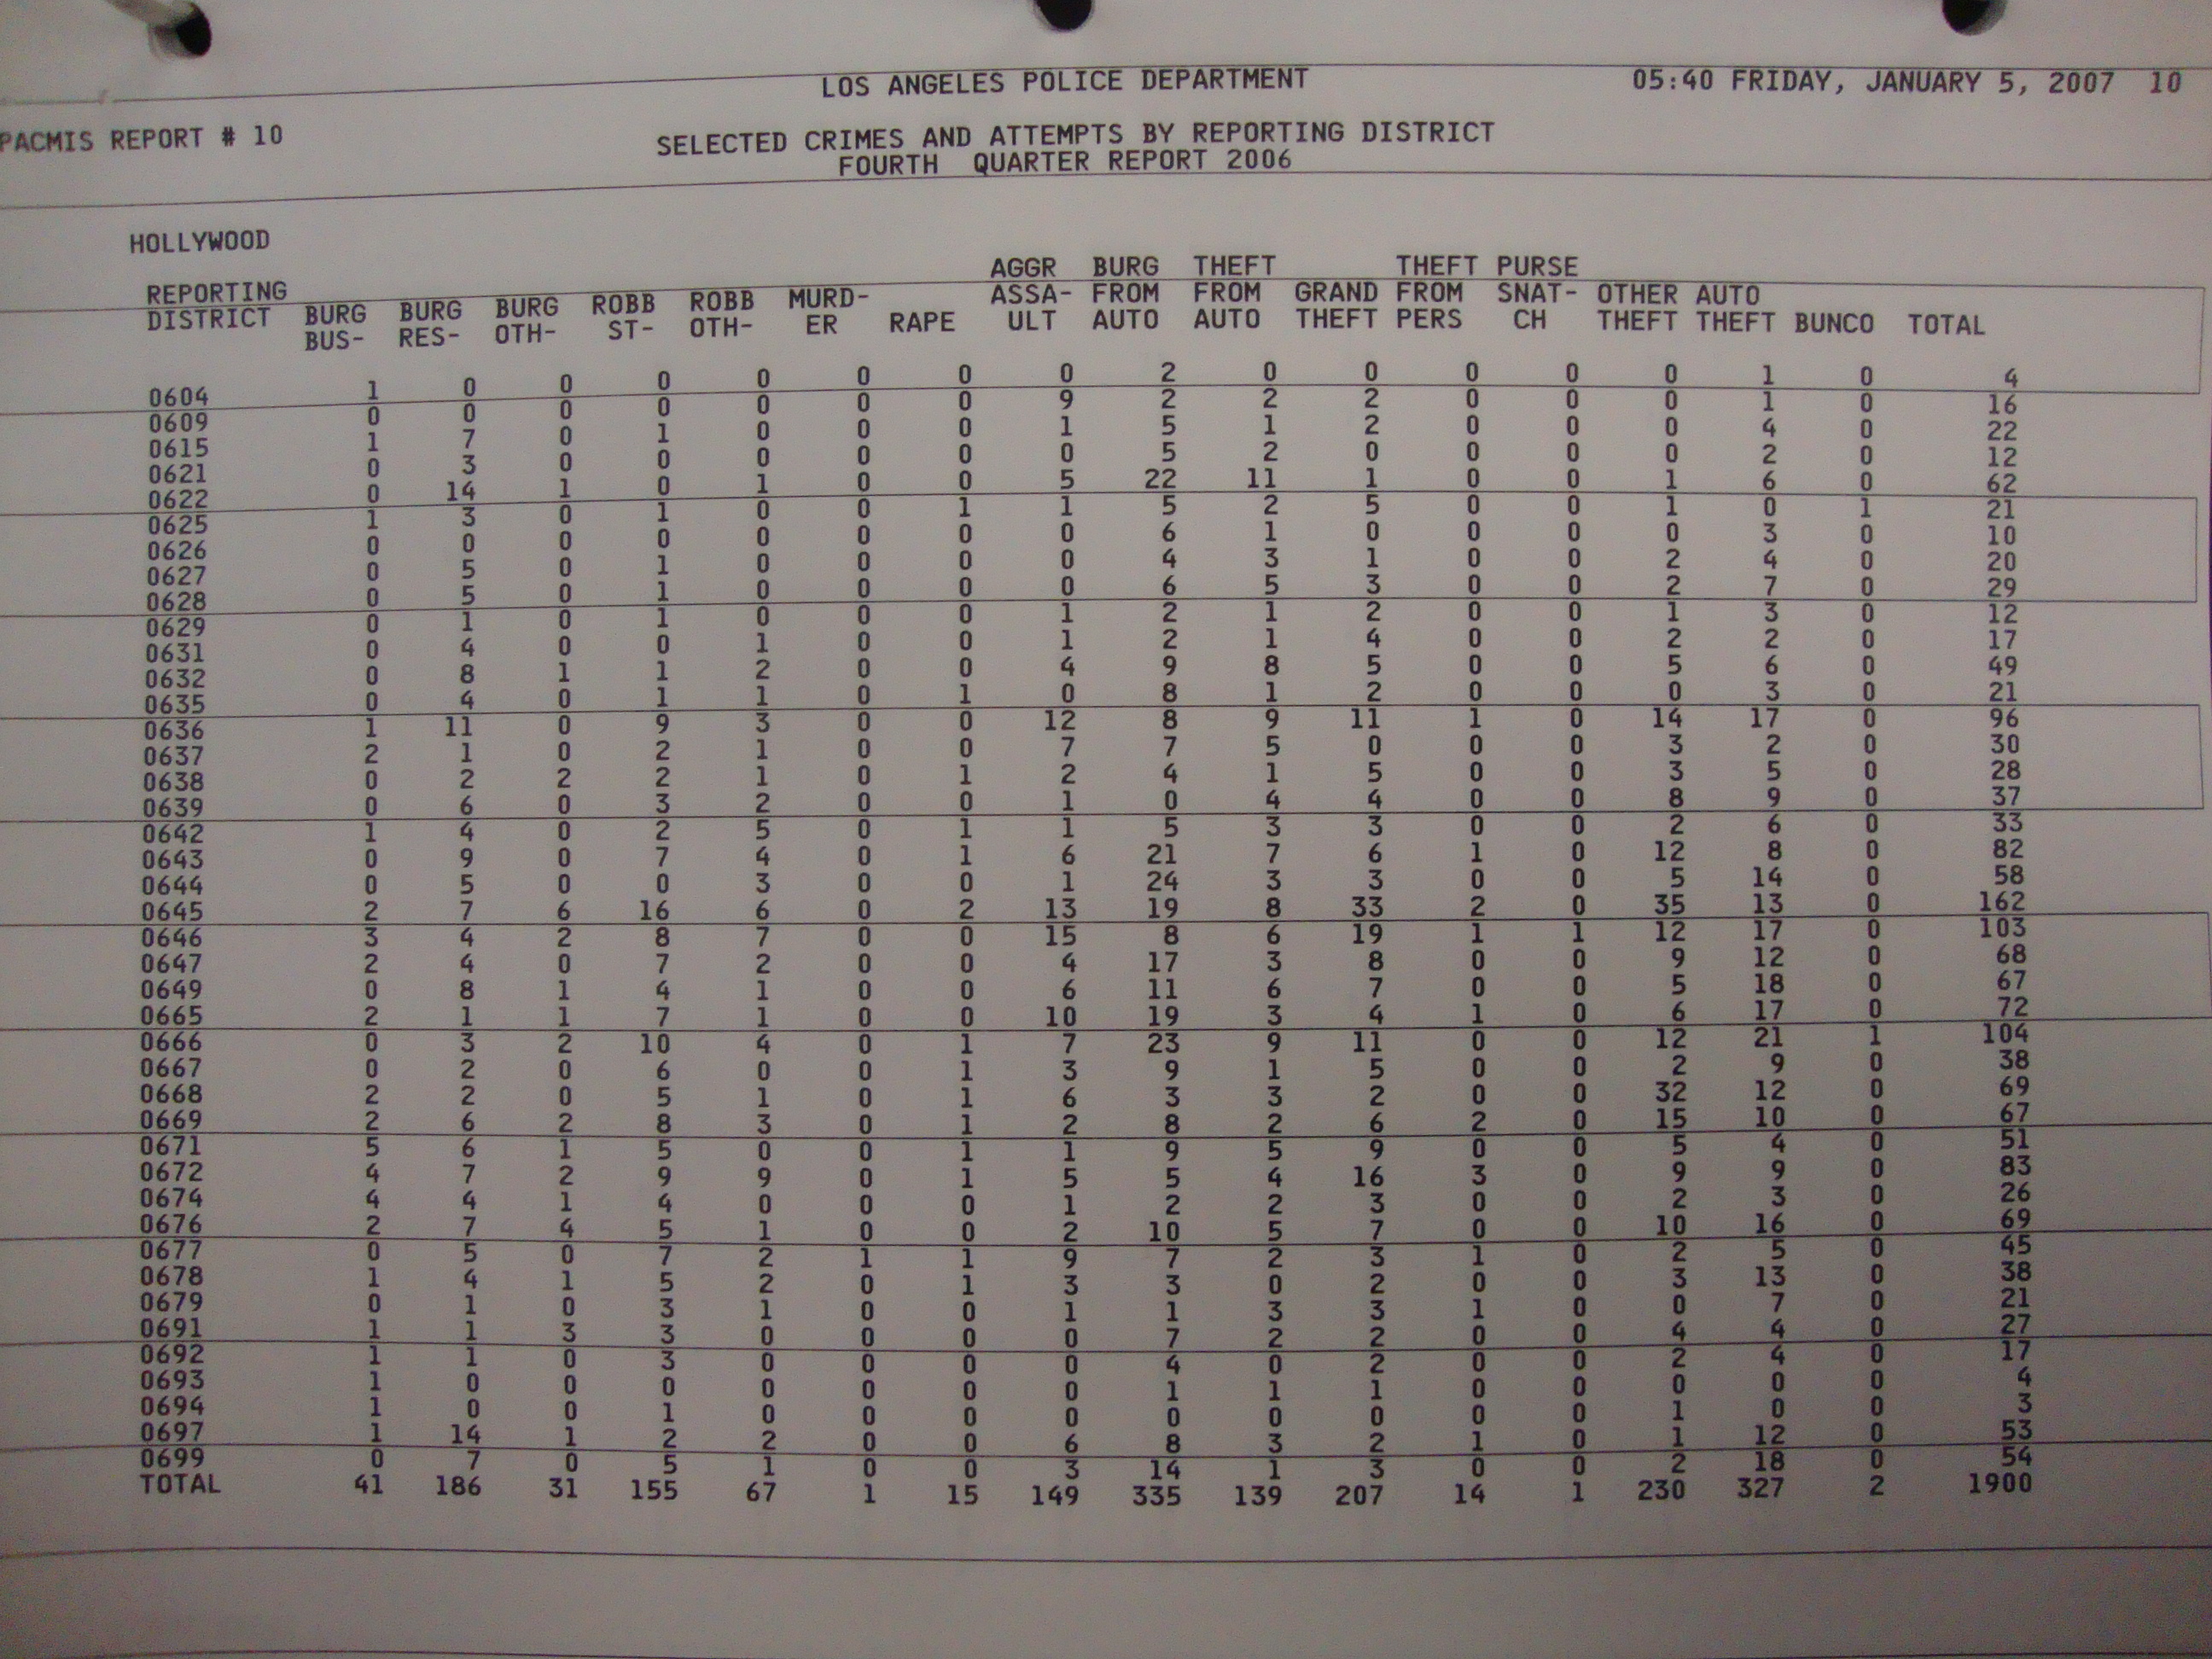 LOS ANGELES POLICE DEPARTMENT 05:40 FRIDAY, JANUARY 5, 2007 10
PACMIS REPORT # 10 SELECTED CRIMES AND ATTEMPTS BY REPORTING DISTRICT
FOURTH QUARTER REPORT 2006
HOLLYWOOD
AGGR BURG THEFT THEFT PURSE
REPORTING BURG BURG BURG ROBB ROBB MURD- ASSA- FROM FROM GRAND FROM SNAT- OTHER AUTO
DISTRICT BUS- RES- OTH- ST- OTH- ER RAPE ULT AUTO AUTO THEFT PERS CH THEFT THEFT BUNCO TOTAL
0604 1 0 0 0 0 0 0 0 2 0 0 0 0 0 1 0 4
0609 0 0 0 0 0 0 0 9 2 2 2 0 0 0 1 0 16
0615 1 7 0 1 0 0 0 1 5 1 2 0 0 0 4 0 22
0621 0 3 0 0 0 0 0 0 5 2 0 0 0 0 2 0 12
0622 0 14 1 0 1 0 0 5 22 11 1 0 0 1 6 0 62
0625 1 3 0 1 0 0 1 1 5 2 5 0 0 1 0 1 21
0626 0 0 0 0 0 0 0 0 6 1 0 0 0 0 3 0 10
0627 0 5 0 1 0 0 0 0 4 3 1 0 0 2 4 0 20
0628 0 5 0 1 0 0 0 0 6 5 3 0 0 2 7 0 29
0629 0 1 0 1 0 0 0 1 2 1 2 0 0 1 3 0 12
0631 0 4 0 0 1 0 0 1 2 1 4 0 0 2 2 0 17
0632 0 8 1 1 2 0 0 4 9 8 5 0 0 5 6 0 49
0635 0 4 0 1 1 0 1 0 8 1 2 0 0 0 3 0 21
0636 1 11 0 9 3 0 0 12 8 9 11 1 0 14 17 0 96
0637 2 1 0 2 1 0 0 7 7 5 0 0 0 3 2 0 30
0638 0 2 2 2 1 0 1 2 4 1 5 0 0 3 5 0 28
0639 0 6 0 3 2 0 0 1 0 4 4 0 0 8 9 0 37
0642 1 4 0 2 5 0 1 1 5 3 3 0 0 2 6 0 33
0643 0 9 0 7 4 0 1 6 21 7 6 1 0 12 8 0 82
0644 0 5 0 0 3 0 0 1 24 3 3 0 0 5 14 0 58
0645 2 7 6 16 6 0 2 13 19 8 33 2 0 35 13 0 162
0646 3 4 2 8 7 0 0 15 8 6 19 1 1 12 17 0 103
0647 2 4 0 7 2 0 0 4 17 3 8 0 0 9 12 0 68
0649 0 8 1 4 1 0 0 6 11 6 7 0 0 5 18 0 67
0665 2 1 1 7 1 0 0 10 19 3 4 1 0 6 17 0 72
0666 0 3 2 10 4 0 1 7 23 9 11 0 0 12 21 1 104
0667 0 2 0 6 0 0 1 3 9 1 5 0 0 2 9 0 38
0668 2 2 0 5 1 0 1 6 3 3 2 0 0 32 12 0 69
0669 2 6 2 8 3 0 1 2 8 2 6 2 0 15 10 0 67
0671 5 6 1 5 0 0 1 1 9 5 9 0 0 5 4 0 51
0672 4 7 2 9 9 0 1 5 5 4 16 3 0 9 9 0 83
0674 4 4 1 4 0 0 0 1 2 2 3 0 0 2 3 0 26
0676 2 7 4 5 1 0 0 2 10 5 7 0 0 10 16 0 69
0677 0 5 0 7 2 1 1 9 7 2 3 1 0 2 5 0 45
0678 1 4 1 5 2 0 1 3 3 0 2 0 0 3 13 0 38
0679 0 1 0 3 1 0 0 1 1 3 3 1 0 0 7 0 21
0691 1 1 3 3 0 0 0 0 7 2 2 0 0 4 4 0 27
0692 1 1 0 3 0 0 0 0 4 0 2 0 0 2 4 0 17
0693 1 0 0 0 0 0 0 0 1 1 1 0 0 0 0 0 4
0694 1 0 0 1 0 0 0 0 0 0 0 0 0 1 0 0 3
0697 1 14 1 2 2 0 0 6 8 3 2 1 0 1 12 0 53
0699 0 7 0 5 1 0 0 3 14 1 3 0 0 2 18 0 54
TOTAL 41 186 31 155 67 1 15 149 335 139 207 14 1 230 327 2 1900